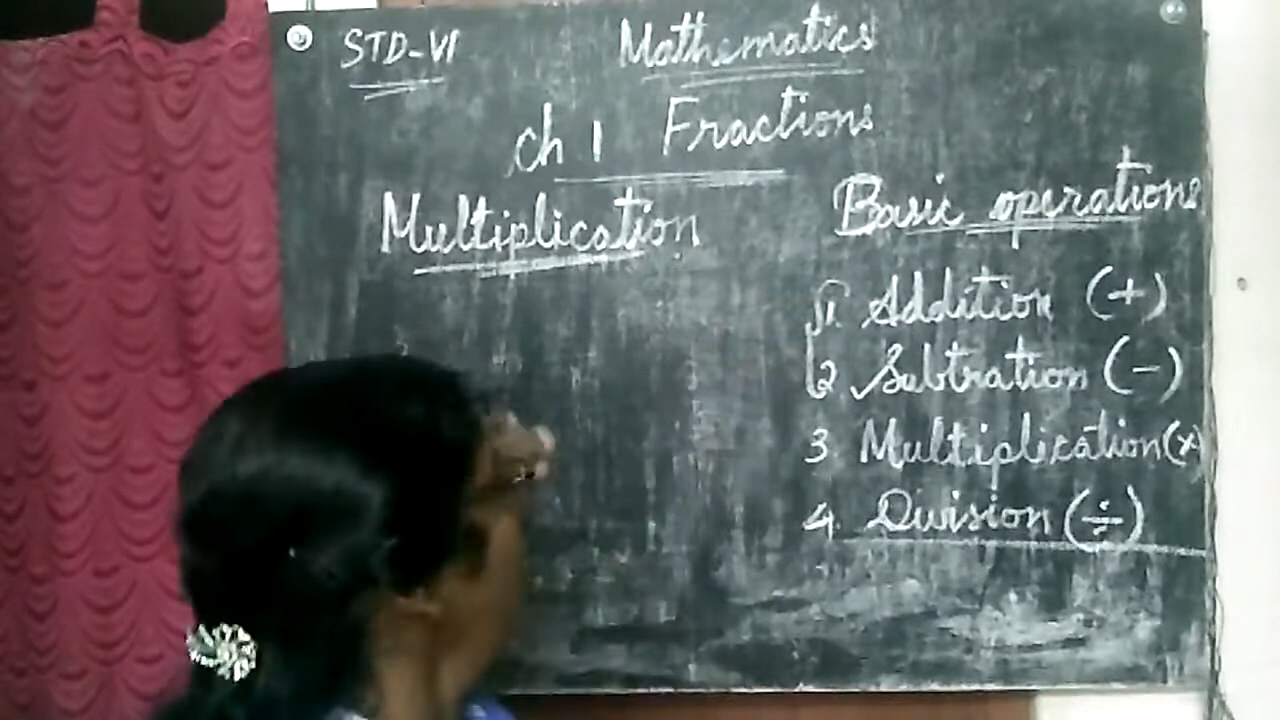 STD-VI Mathematics
Ch 1 Fractions
Multiplication
Basic operations
1. Addition (+)
2 Subtration (-)
3 Multiplication (x)
4. Division (÷)